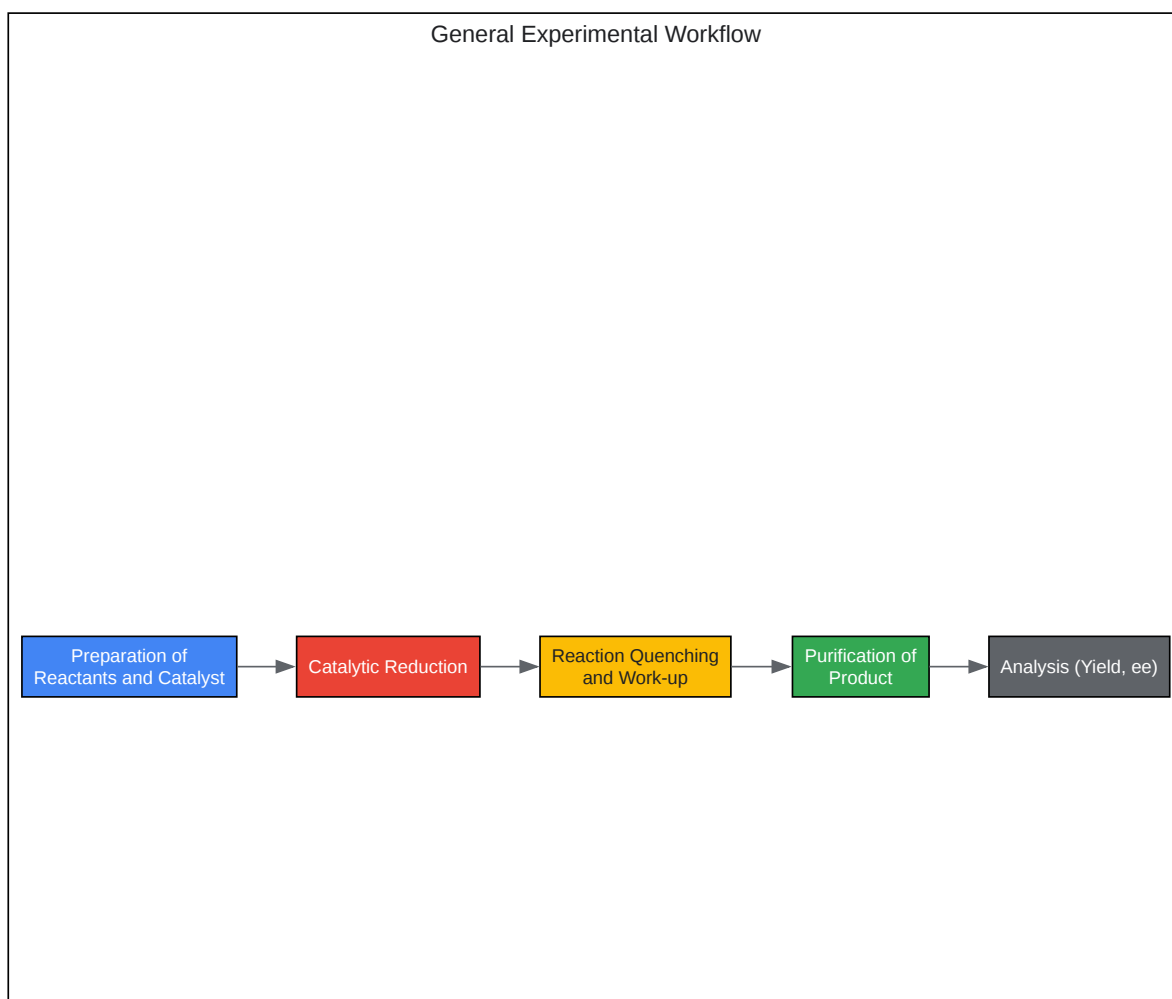 General Experimental Workflow
Preparation of
Reactants and Catalyst
Catalytic Reduction
Reaction Quenching
and Work-up
Purification of
Product
Analysis (Yield, ee)